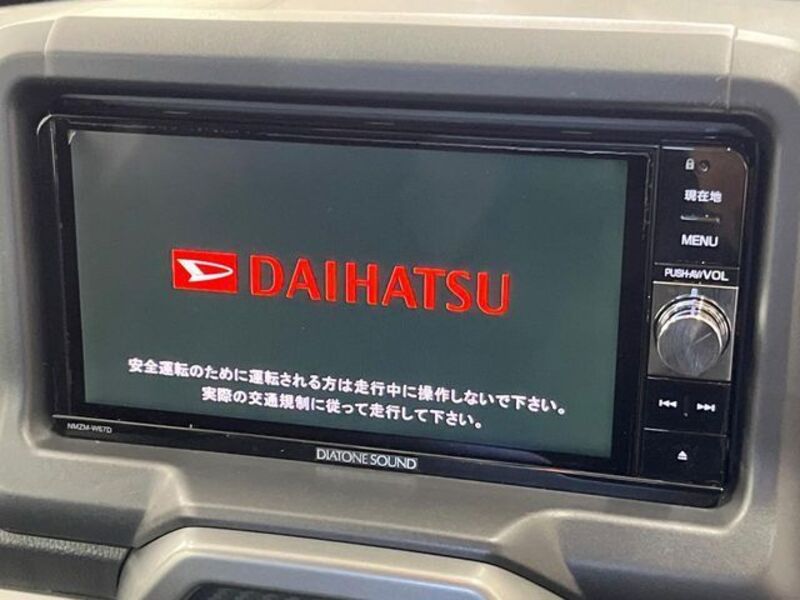 現在地
MENU
PUSH-AV/VOL
DAIHATSU
安全運転のために運転される方は走行中に操作しないで下さい。
実際の交通規制に従って走行して下さい。
NMZM-W67D
DIATONE SOUND